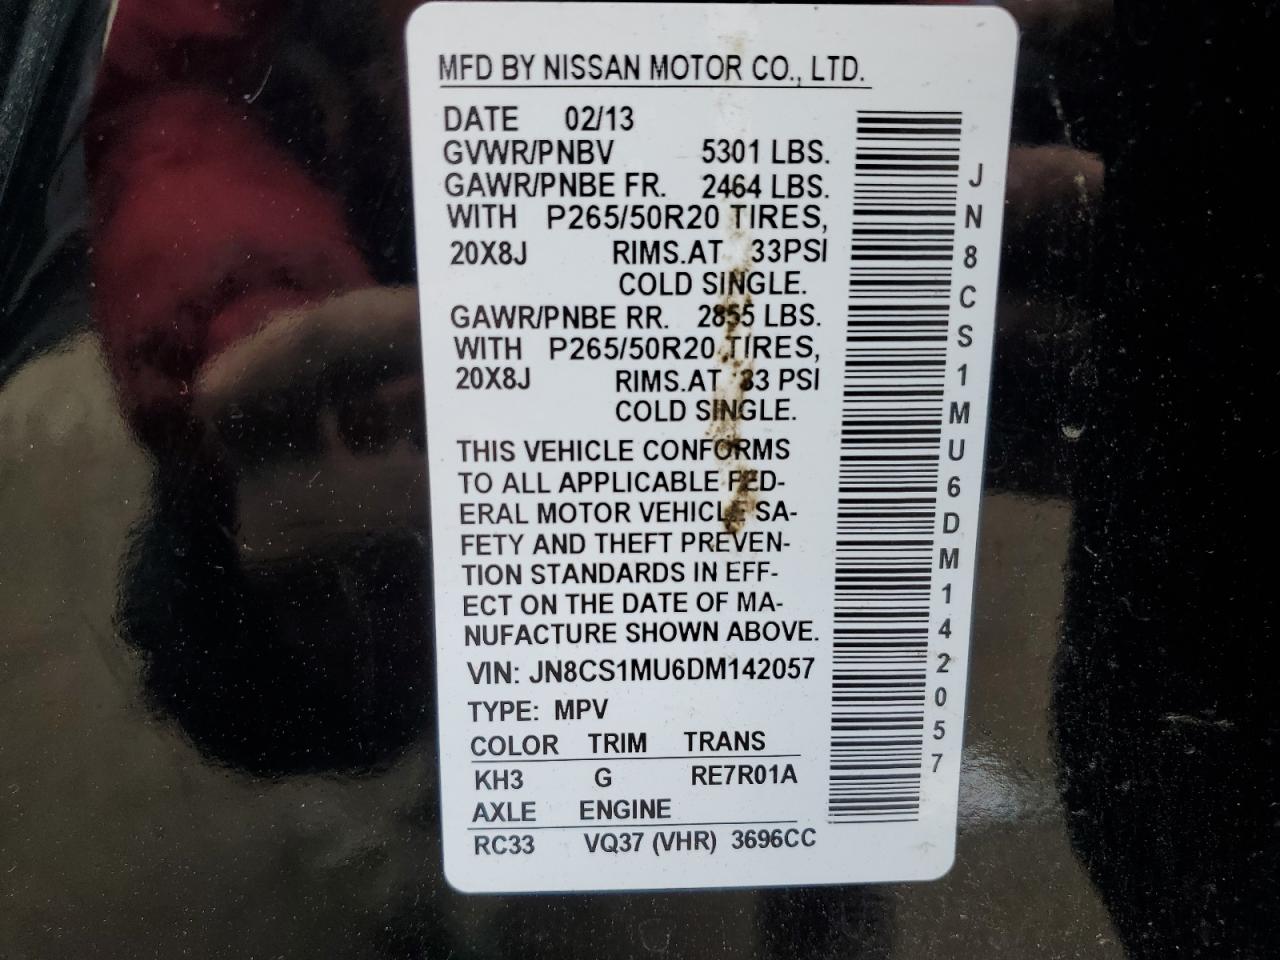 MFD BY NISSAN MOTOR CO., LTD.
DATE 02/13
GVWR/PNBV 5301 LBS.
GAWR/PNBE FR. 2464 LBS.
WITH P265/50R20 TIRES,
20X8J RIMS.AT 33PSI
COLD SINGLE.
GAWR/PNBE RR. 2855 LBS.
WITH P265/50R20 TIRES,
20X8J RIMS.AT 33 PSI
COLD SINGLE.
THIS VEHICLE CONFORMS
TO ALL APPLICABLE FED-
ERAL MOTOR VEHICLE SA-
FETY AND THEFT PREVEN-
TION STANDARDS IN EFF-
ECT ON THE DATE OF MA-
NUFACTURE SHOWN ABOVE.
VIN: JN8CS1MU6DM142057
TYPE: MPV
COLOR TRIM TRANS
KH3 G RE7R01A
AXLE ENGINE
RC33 VQ37 (VHR) 3696CC
JN8CS1MU6DM142057